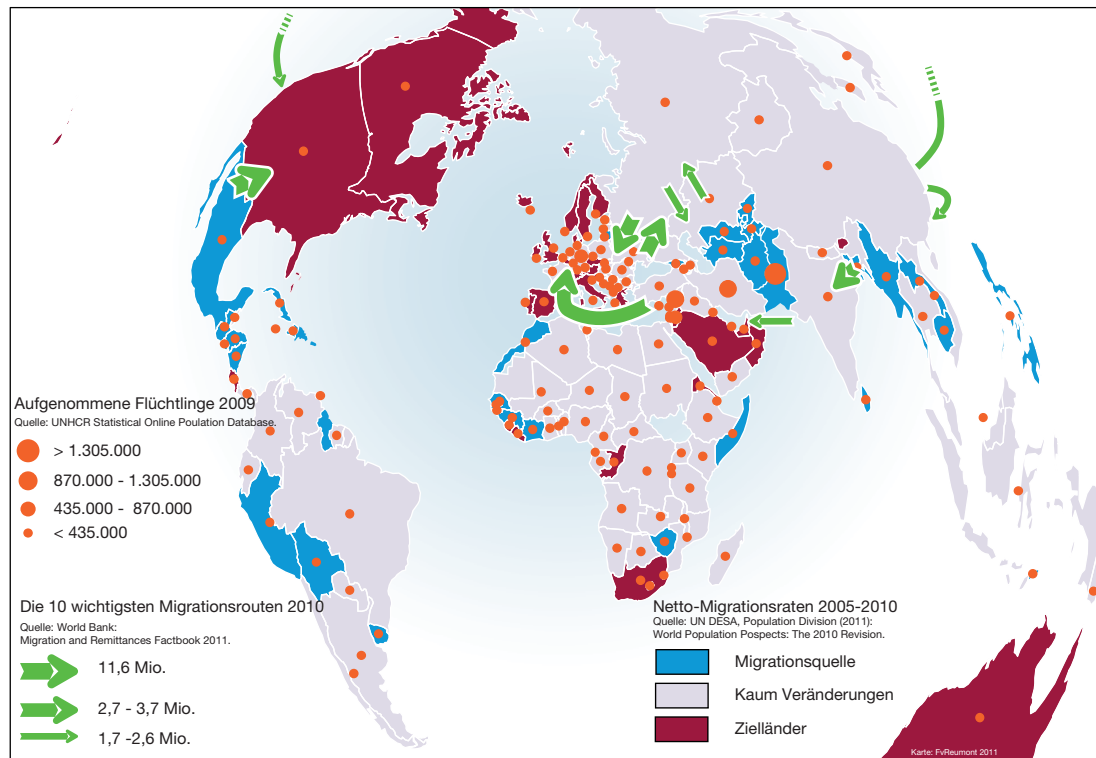 Aufgenommene Flüchtlinge 2009
Quelle: UNHCR Statistical Online Poulation Database.
> 1.305.000
870.000 - 1.305.000
435.000 - 870.000
< 435.000
Die 10 wichtigsten Migrationsrouten 2010
Quelle: World Bank:
Migration and Remittances Factbook 2011.
11,6 Mio.
2,7 - 3,7 Mio.
1,7 -2,6 Mio.
Netto-Migrationsraten 2005-2010
Quelle: UN DESA, Population Division (2011):
World Population Pospects: The 2010 Revision.
Migrationsquelle
Kaum Veränderungen
Zielländer
Karte: FvReumont 2011